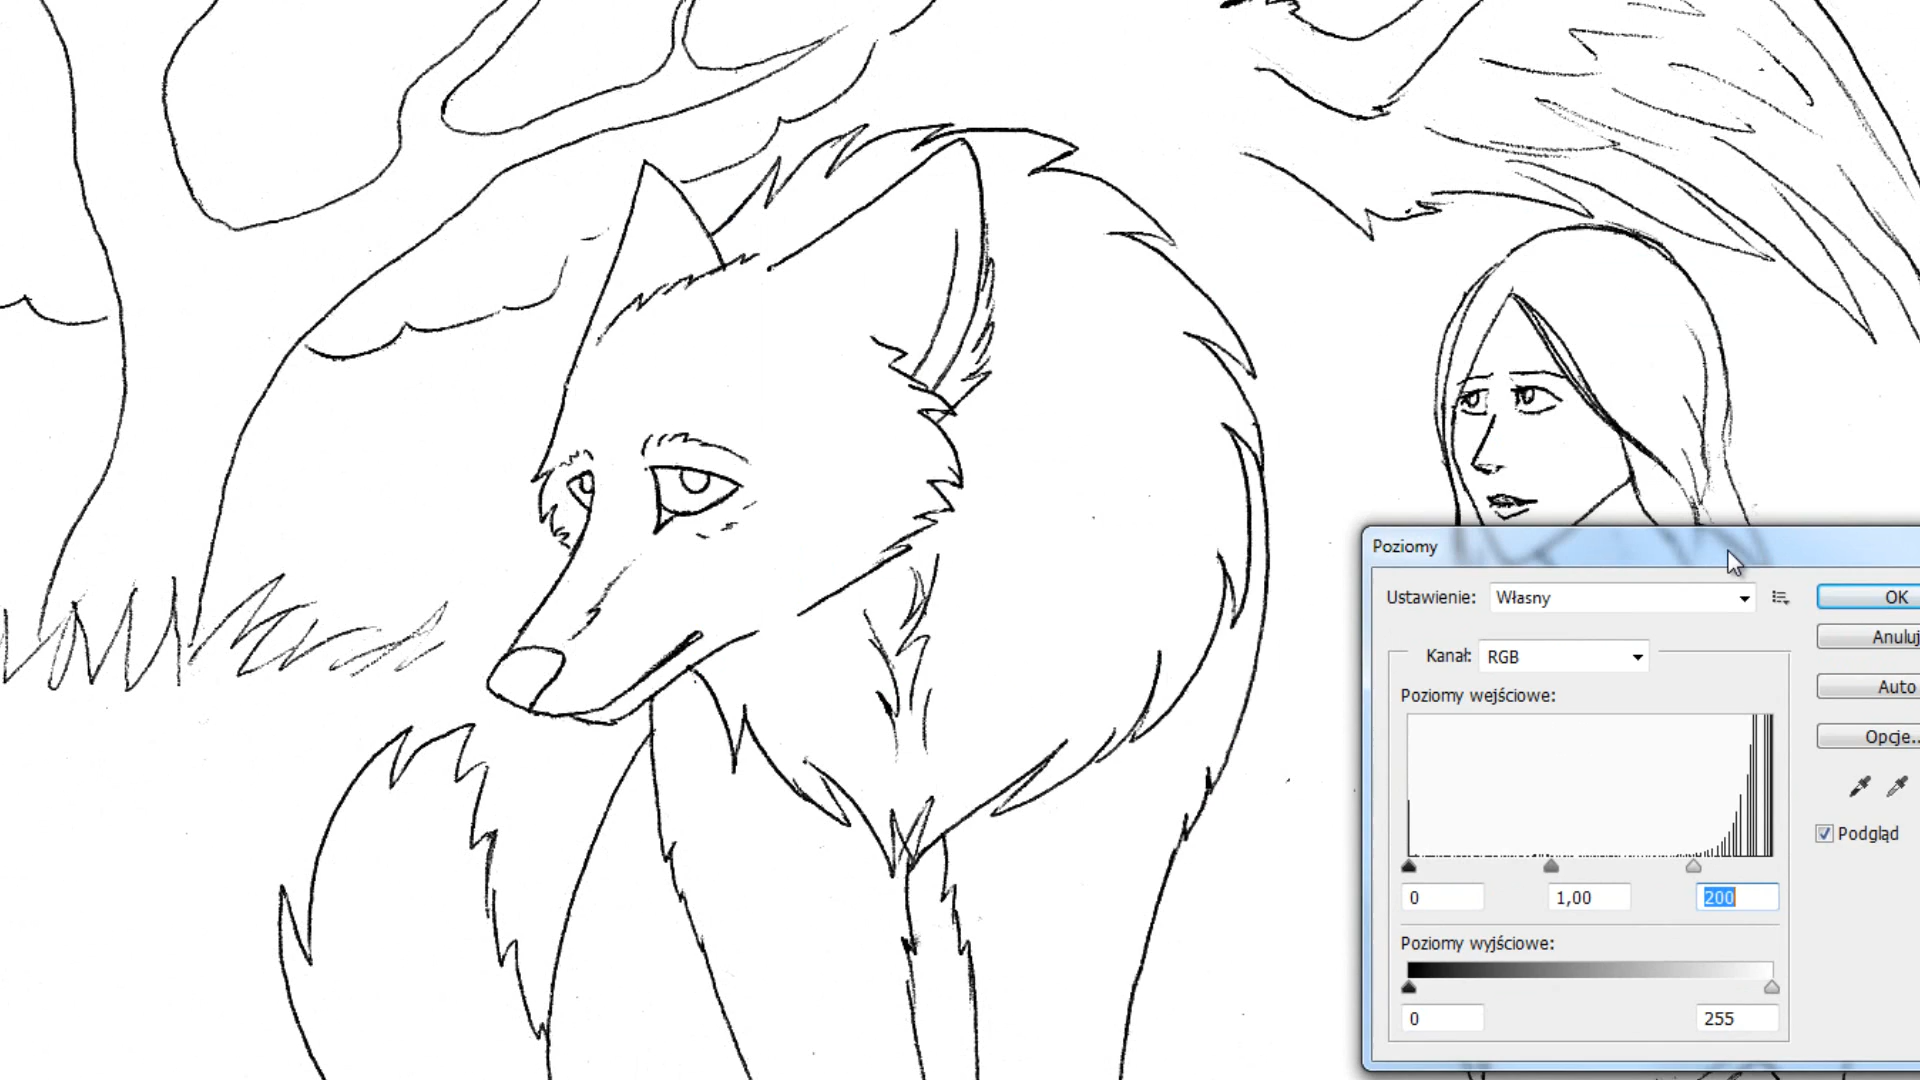 Poziomy
Ustawienie: Własny
OK
Anuluj
Kanał: RGB
Auto
Poziomy wejściowe:
Opcje..
Podgląd
0 1,00 200
Poziomy wyjściowe:
0 255